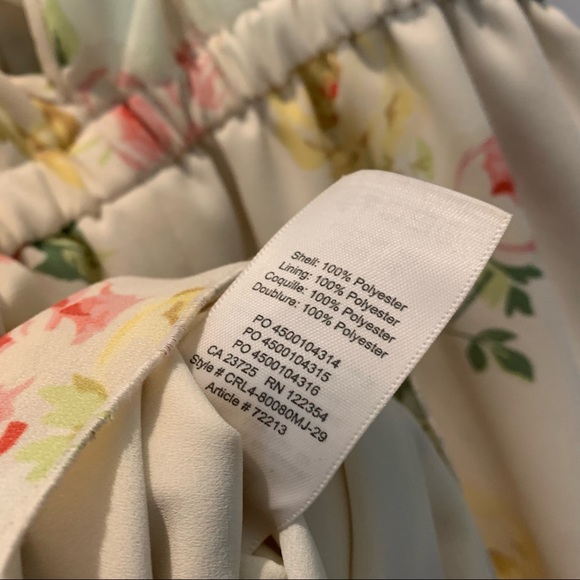 Shell: 100% Polyester
Lining: 100% Polyester
Coquille: 100% Polyester
Doublure: 100% Polyester
PO 4500104314
PO 4500104315
PO 4500104316
CA 23725 RN 122354
Style # CRL4-80080MJ-29
Article # 72213